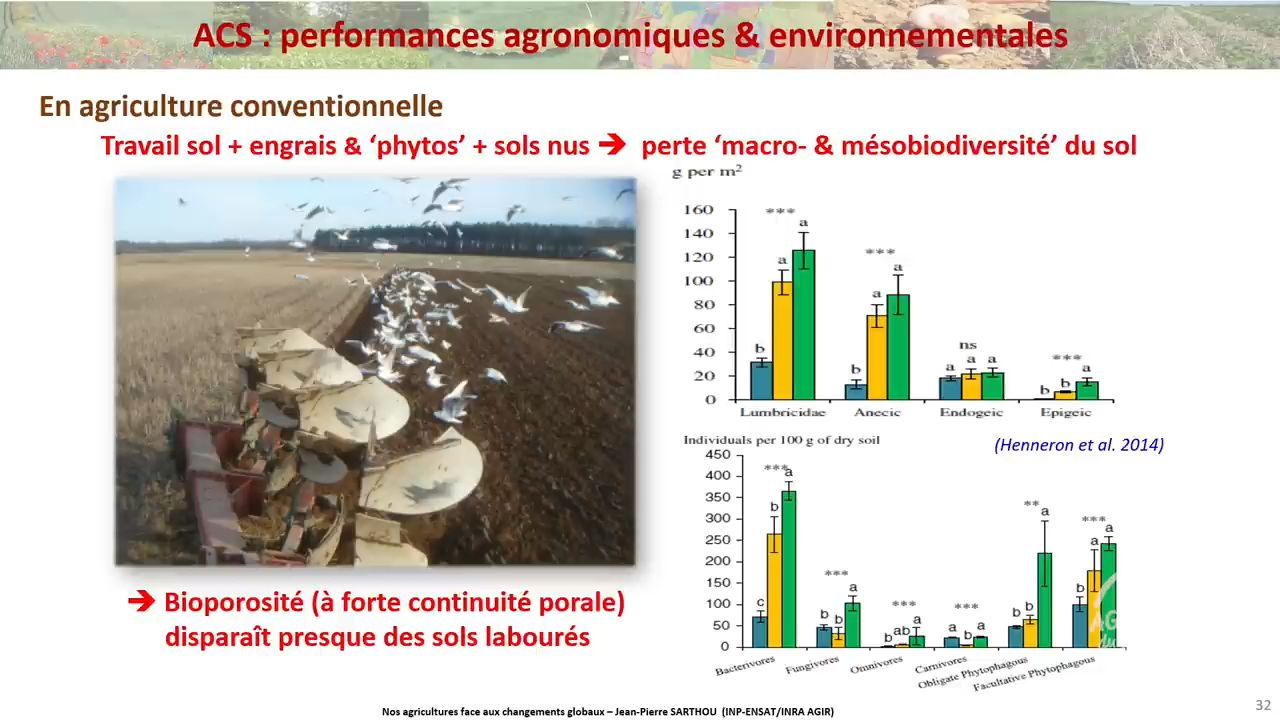 ACS : performances agronomiques & environnementales
En agriculture conventionnelle
Travail sol + engrais & ‘phytos’ + sols nus ➔ perte ‘macro- & mésobiodiversité’ du sol
g per m²
160
140
120
100
80
60
40
20
0
***
b
a
a
***
b
a
a
ns
a
a
a
***
b
b
a
Lumbricidae
Anecic
Endogeic
Epigeic
Individuals per 100 g of dry soil
(Henneron et al. 2014)
450
400
350
300
250
200
150
100
50
0
***
c
b
a
***
b
b
a
***
b
ab
a
***
a
b
a
**
b
b
a
***
b
a
a
Bacterivores
Fungivores
Omnivores
Carnivores
Obligate Phytophagous
Facultative Phytophagous
➔ Bioporosité (à forte continuité porale)
disparaît presque des sols labourés
Nos agricultures face aux changements globaux – Jean-Pierre SARTHOU (INP-ENSAT/INRA AGIR)
32